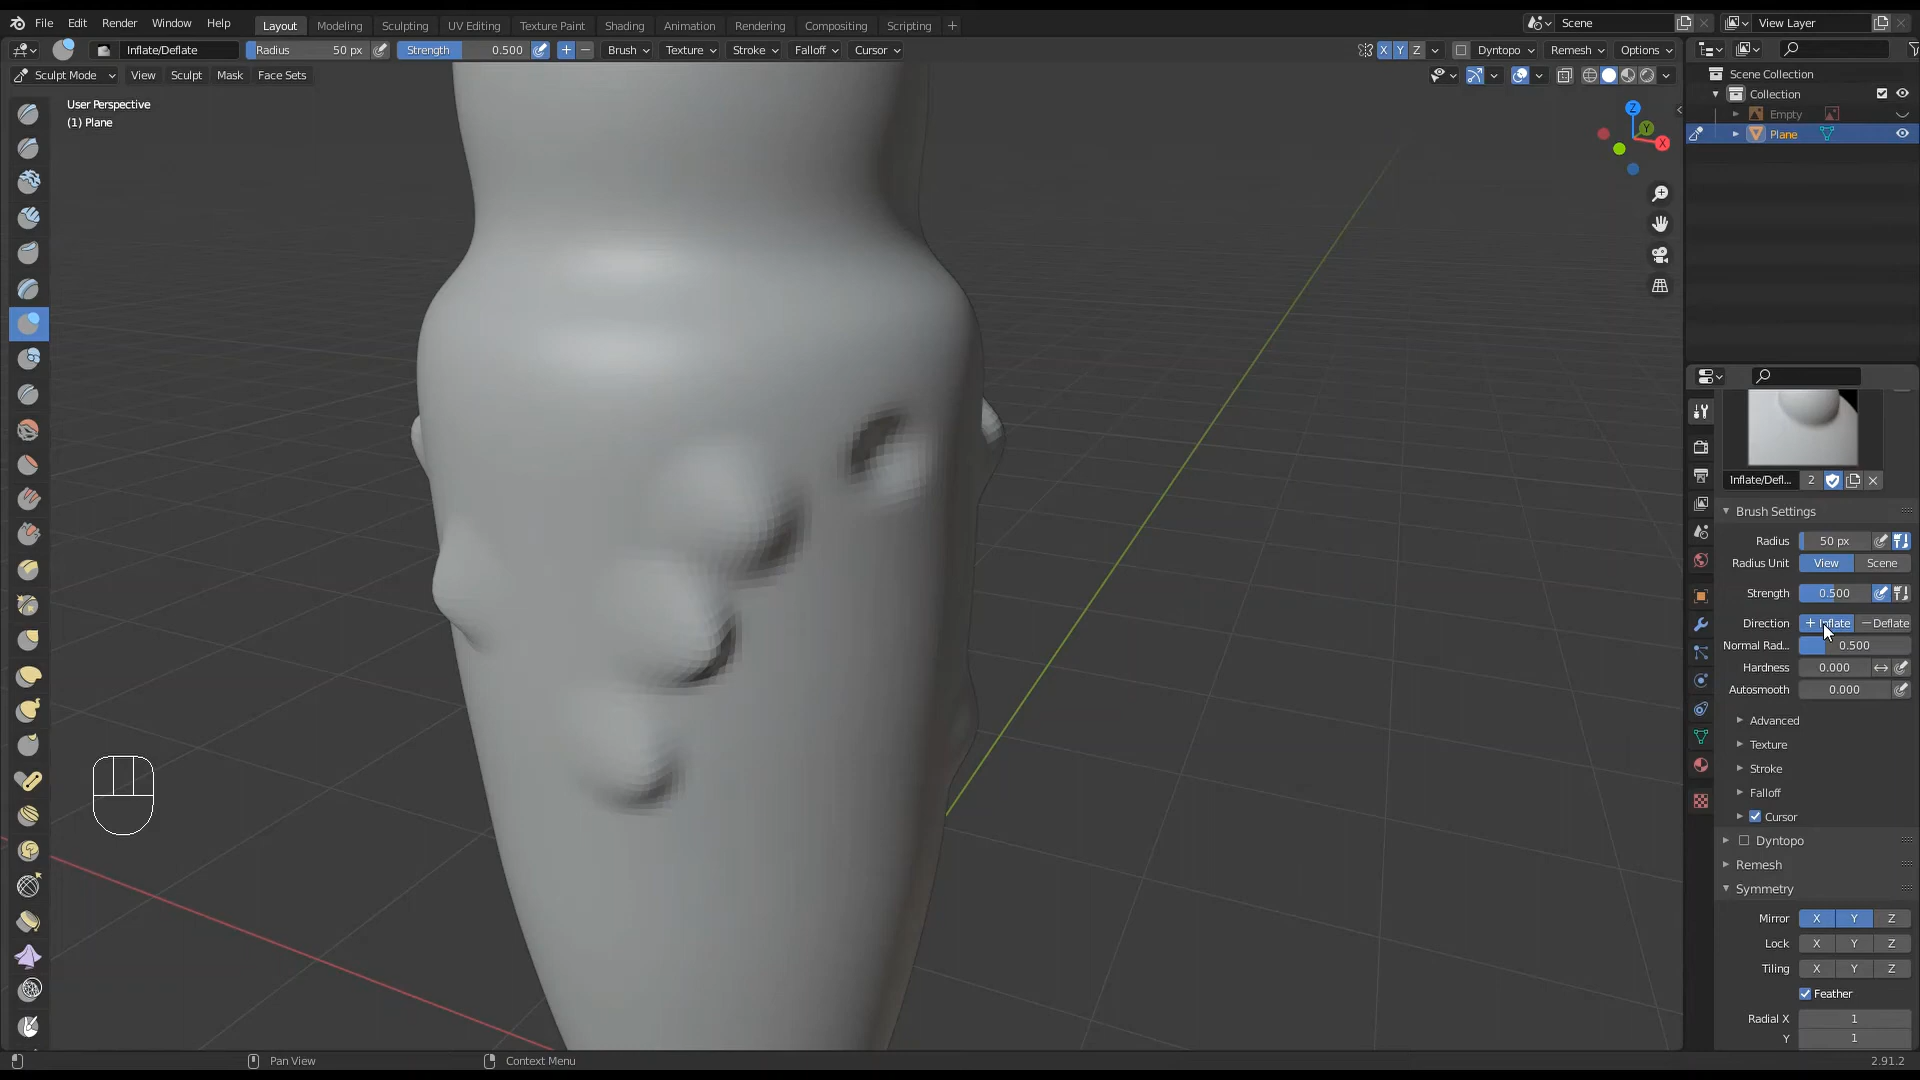 File Edit Render Window Help Layout Modeling Sculpting UV Editing Texture Paint Shading Animation Rendering Compositing Scripting + Scene View Layer
Inflate/Deflate Radius 50 px Strength 0.500 + − Brush Texture Stroke Falloff Cursor X Y Z Dyntopo Remesh Options
Sculpt Mode View Sculpt Mask Face Sets
Scene Collection
Collection
Empty
Plane
User Perspective
(1) Plane
Z
Y
X
Inflate/Defl... 2
Brush Settings
Radius 50 px
Radius Unit View Scene
Strength 0.500
Direction + Inflate − Deflate
Normal Rad... 0.500
Hardness 0.000
Autosmooth 0.000
Advanced
Texture
Stroke
Falloff
Cursor
Dyntopo
Remesh
Symmetry
Mirror X Y Z
Lock X Y Z
Tiling X Y Z
Feather
Radial X 1
Y 1
Pan View Context Menu 2.91.2